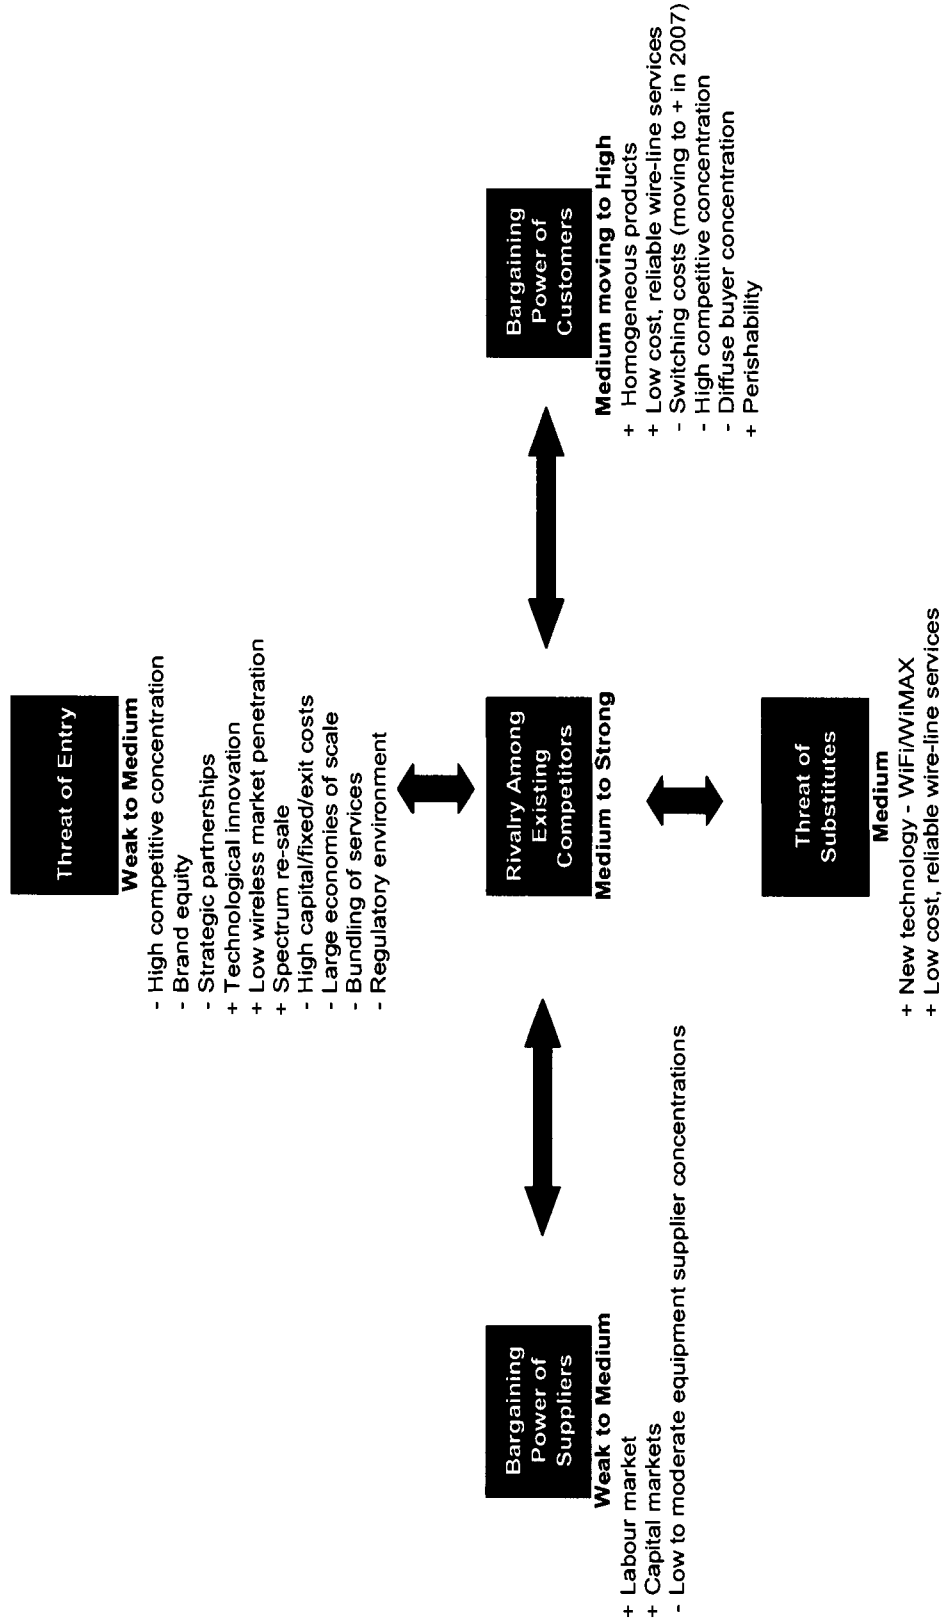 Threat of Entry
Weak to Medium
- High competitive concentration
- Brand equity
- Strategic partnerships
+ Technological innovation
+ Low wireless market penetration
+ Spectrum re-sale
- High capital/fixed/exit costs
- Large economies of scale
- Bundling of services
- Regulatory environment
Bargaining
Power of
Suppliers
Weak to Medium
+ Labour market
+ Capital markets
- Low to moderate equipment supplier concentrations
Rivalry Among
Existing
Competitors
Medium to Strong
Bargaining
Power of
Customers
Medium moving to High
+ Homogeneous products
+ Low cost, reliable wire-line services
- Switching costs (moving to + in 2007)
- High competitive concentration
- Diffuse buyer concentration
+ Perishability
Threat of
Substitutes
Medium
+ New technology - WiFi/WiMAX
+ Low cost, reliable wire-line services